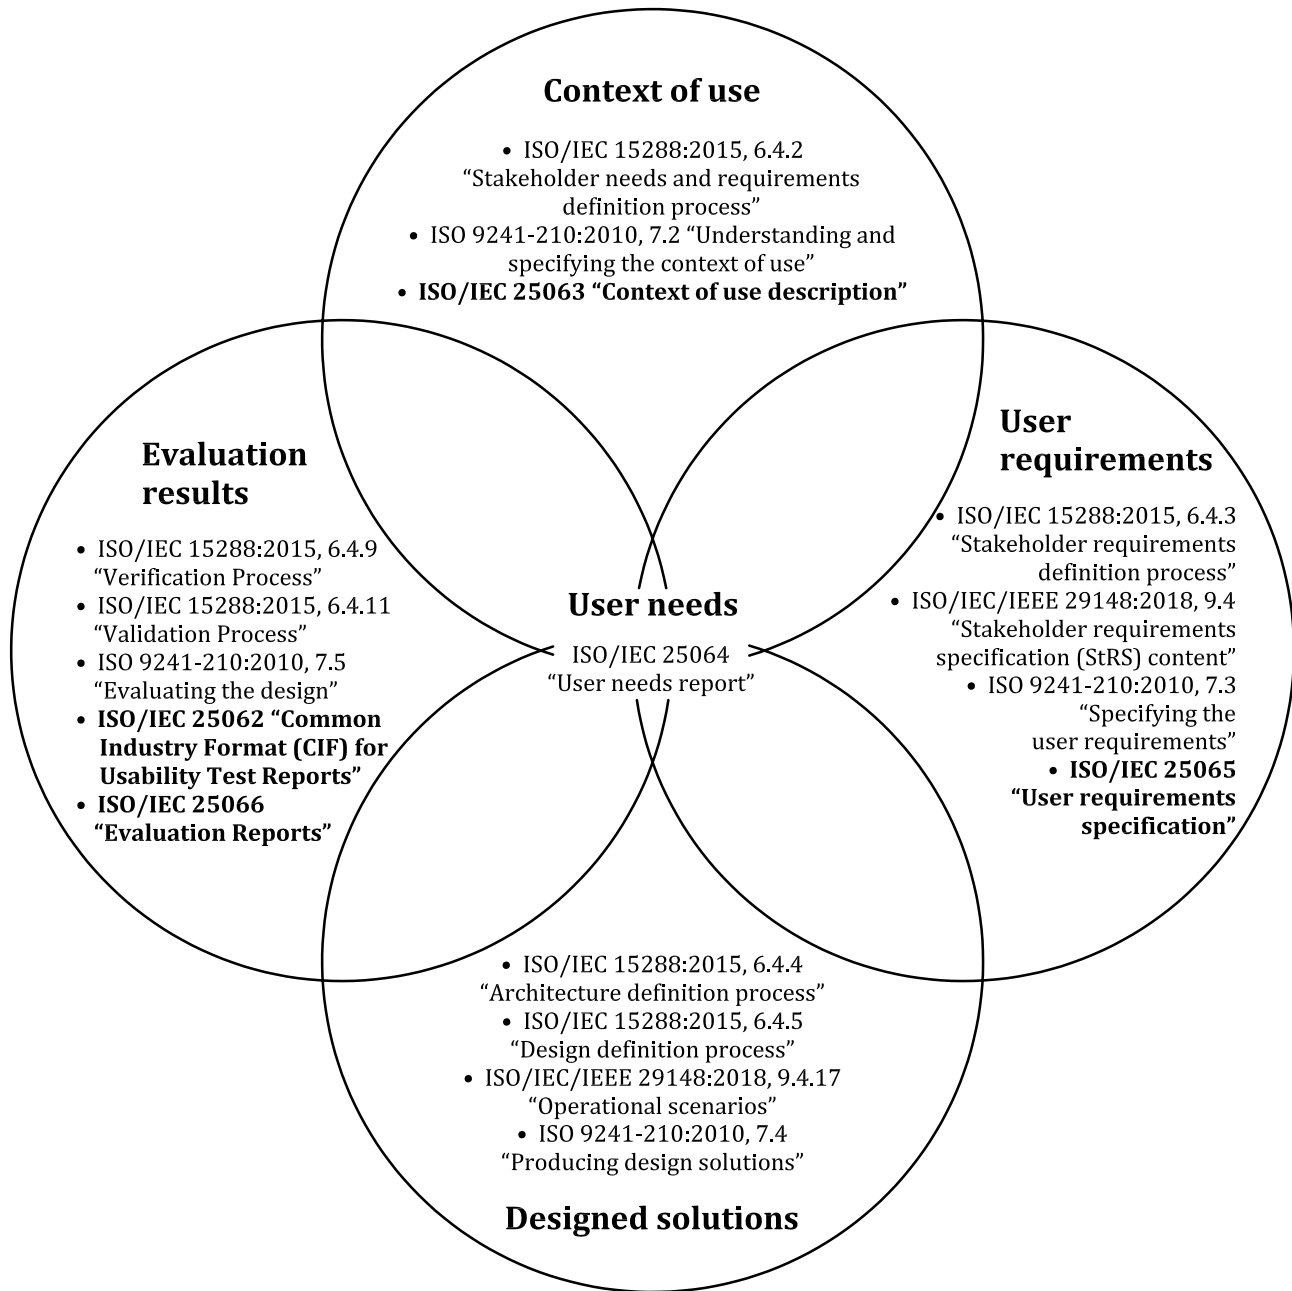 Context of use
• ISO/IEC 15288:2015, 6.4.2
“Stakeholder needs and requirements
definition process”
• ISO 9241-210:2010, 7.2 “Understanding and
specifying the context of use”
• ISO/IEC 25063 “Context of use description”
Evaluation
results
• ISO/IEC 15288:2015, 6.4.9
“Verification Process”
• ISO/IEC 15288:2015, 6.4.11
“Validation Process”
• ISO 9241-210:2010, 7.5
“Evaluating the design”
• ISO/IEC 25062 “Common
Industry Format (CIF) for
Usability Test Reports”
• ISO/IEC 25066
“Evaluation Reports”
User needs
ISO/IEC 25064
“User needs report”
User
requirements
• ISO/IEC 15288:2015, 6.4.3
“Stakeholder requirements
definition process”
• ISO/IEC/IEEE 29148:2018, 9.4
“Stakeholder requirements
specification (StRS) content”
• ISO 9241-210:2010, 7.3
“Specifying the
user requirements”
• ISO/IEC 25065
“User requirements
specification”
• ISO/IEC 15288:2015, 6.4.4
“Architecture definition process”
• ISO/IEC 15288:2015, 6.4.5
“Design definition process”
• ISO/IEC/IEEE 29148:2018, 9.4.17
“Operational scenarios”
• ISO 9241-210:2010, 7.4
“Producing design solutions”
Designed solutions